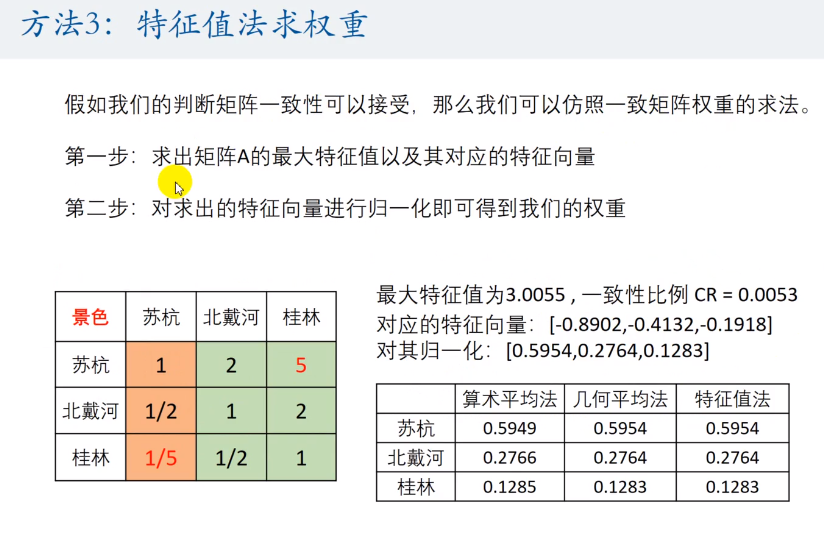 方法3：特征值法求权重
假如我们的判断矩阵一致性可以接受，那么我们可以仿照一致矩阵权重的求法。
第一步：求出矩阵A的最大特征值以及其对应的特征向量
第二步：对求出的特征向量进行归一化即可得到我们的权重
景色 苏杭 北戴河 桂林
苏杭 1 2 5
北戴河 1/2 1 2
桂林 1/5 1/2 1
最大特征值为3.0055 , 一致性比例 CR = 0.0053
对应的特征向量：[-0.8902,-0.4132,-0.1918]
对其归一化：[0.5954,0.2764,0.1283]
算术平均法 几何平均法 特征值法
苏杭 0.5949 0.5954 0.5954
北戴河 0.2766 0.2764 0.2764
桂林 0.1285 0.1283 0.1283